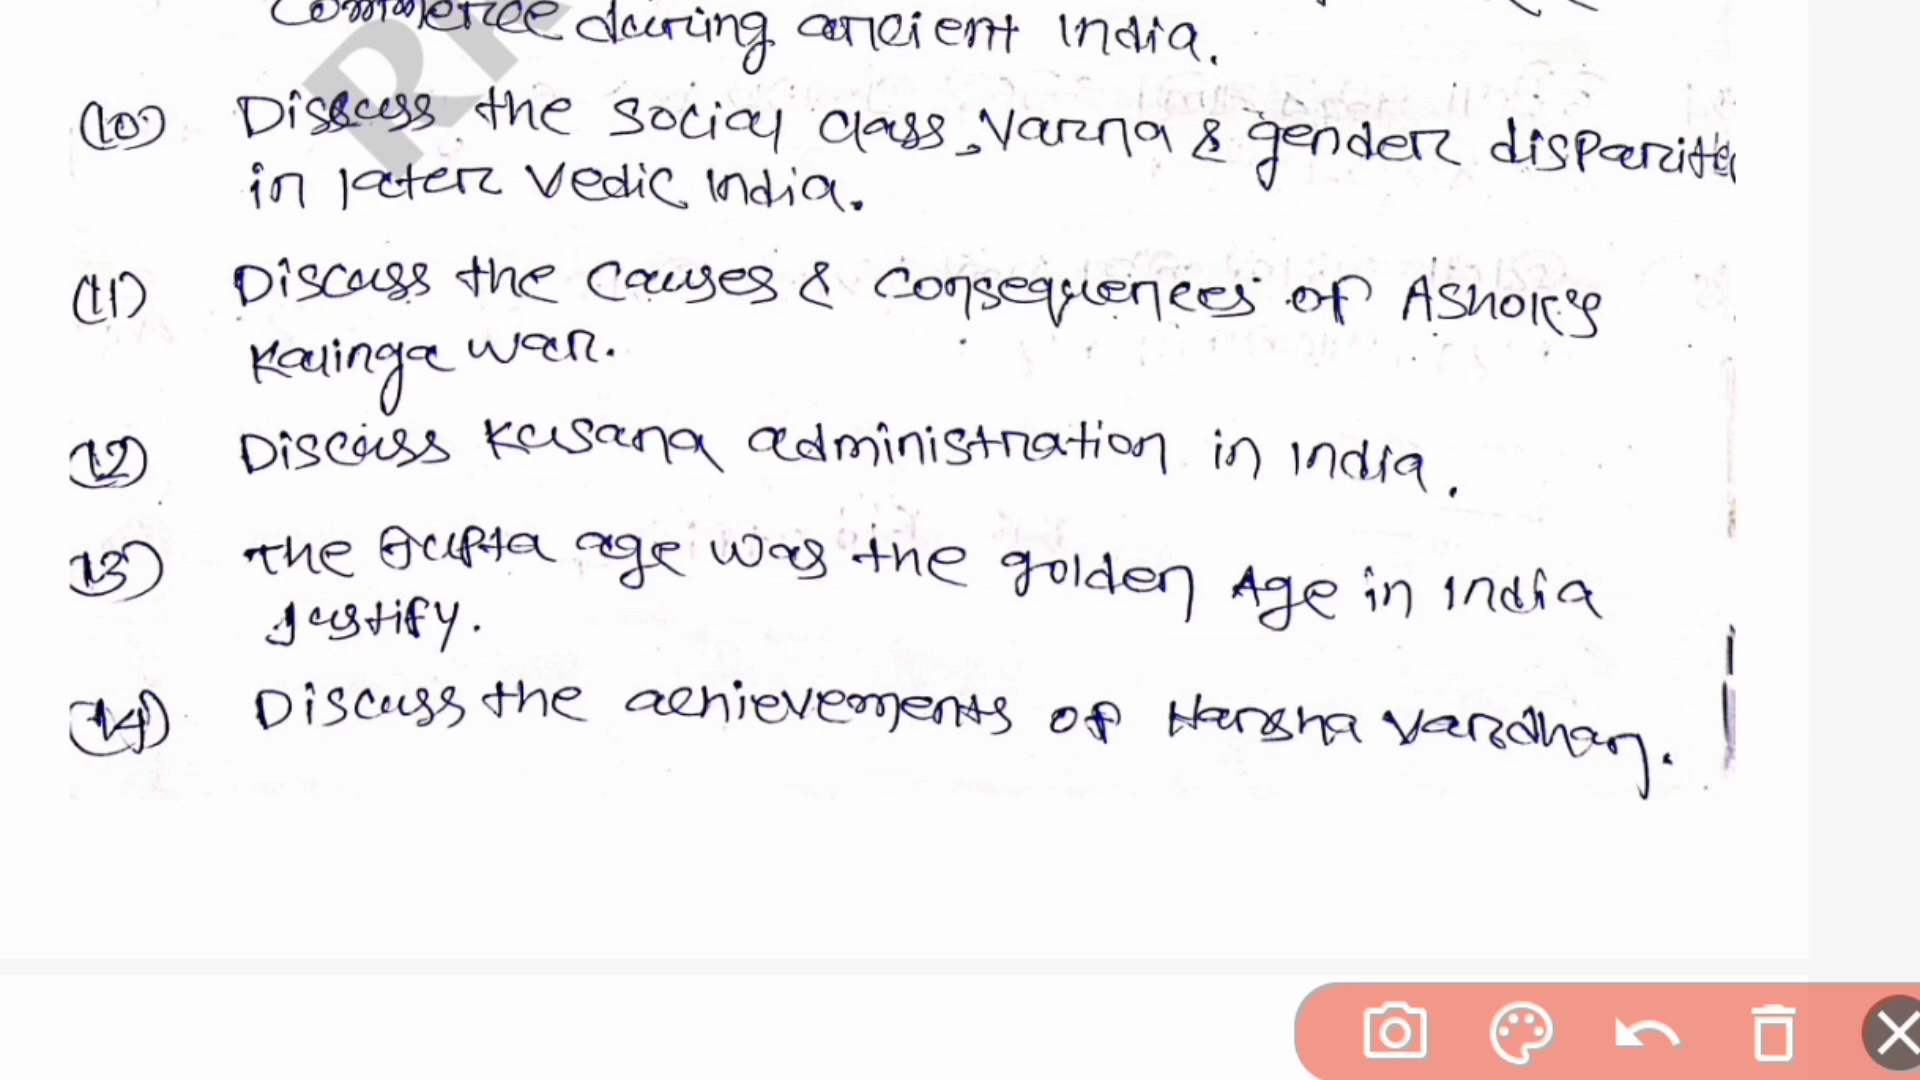 Commerce during ancient India.
(10) Discuss the social class, Varna & gender
in later Vedic India.
(11) Discuss the causes & consequences of Ashoka's
Kalinga war.
(12) Discuss Kusana administration in India.
(13) The Gupta age was the golden Age in India
justify.
(14) Discuss the achievements of Harsha Vardhan.